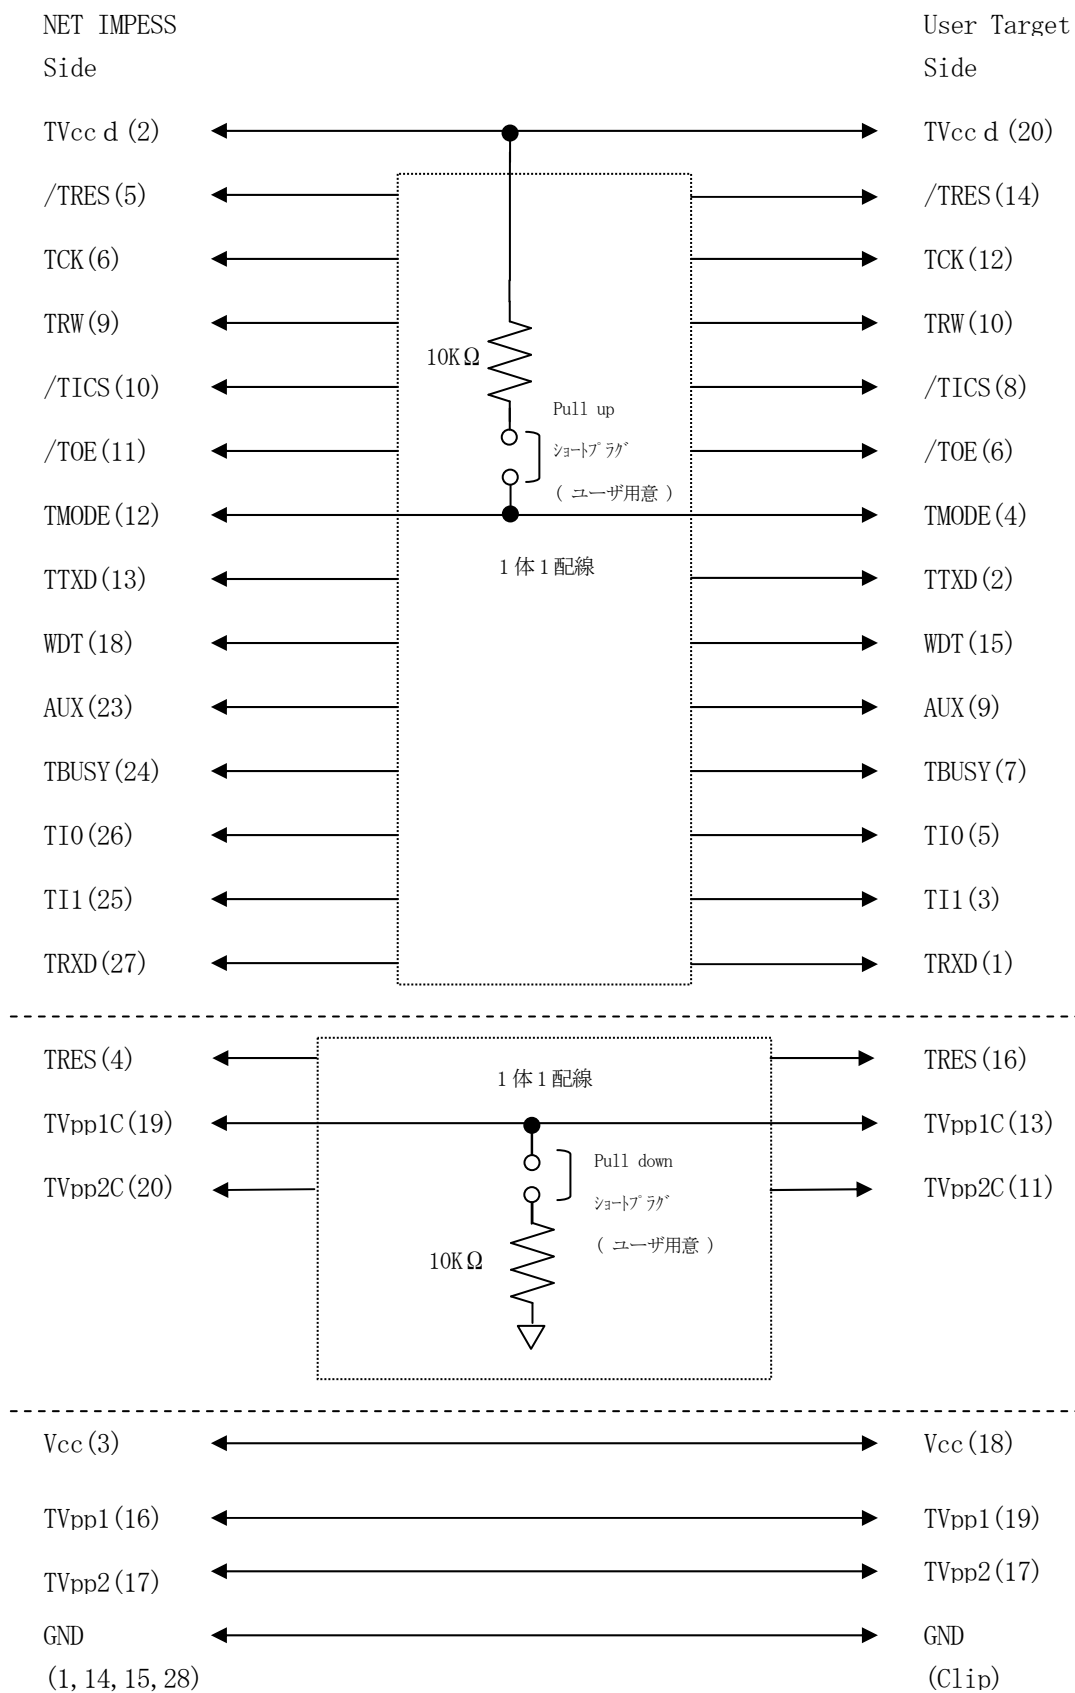 NET IMPESS User Target
Side Side
TVccｄ(2) TVccｄ(20)
/TRES(5) /TRES(14)
TCK(6) TCK(12)
TRW(9) TRW(10)
10KΩ
/TICS(10) /TICS(8)
Pull up
/TOE(11) ｼｮｰﾄﾌﾟﾗｸﾞ /TOE(6)
( ユーザ用意 )
TMODE(12) TMODE(4)
1体1配線
TTXD(13) TTXD(2)
WDT(18) WDT(15)
AUX(23) AUX(9)
TBUSY(24) TBUSY(7)
TI0(26) TI0(5)
TI1(25) TI1(3)
TRXD(27) TRXD(1)
TRES(4) TRES(16)
1体1配線
TVpp1C(19) TVpp1C(13)
Pull down
TVpp2C(20) TVpp2C(11)
ｼｮｰﾄﾌﾟﾗｸﾞ
( ユーザ用意 )
10KΩ
Vcc(3) Vcc(18)
TVpp1(16) TVpp1(19)
TVpp2(17) TVpp2(17)
GND GND
(1,14,15,28) (Clip)